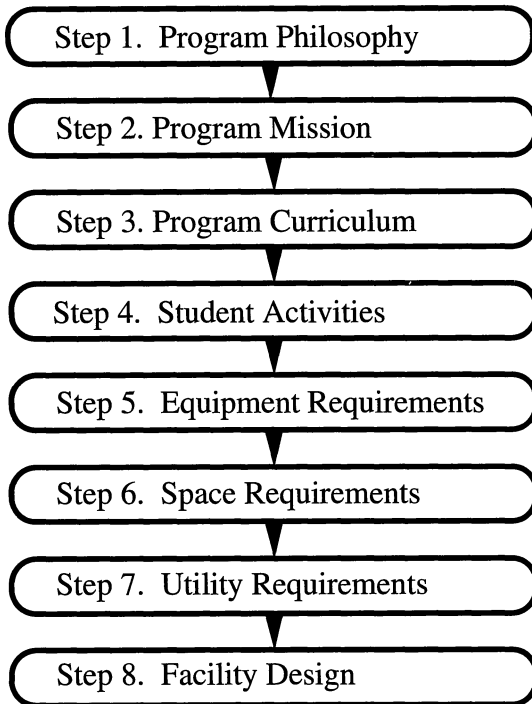 Step 1. Program Philosophy
Step 2. Program Mission
Step 3. Program Curriculum
Step 4. Student Activities
Step 5. Equipment Requirements
Step 6. Space Requirements
Step 7. Utility Requirements
Step 8. Facility Design